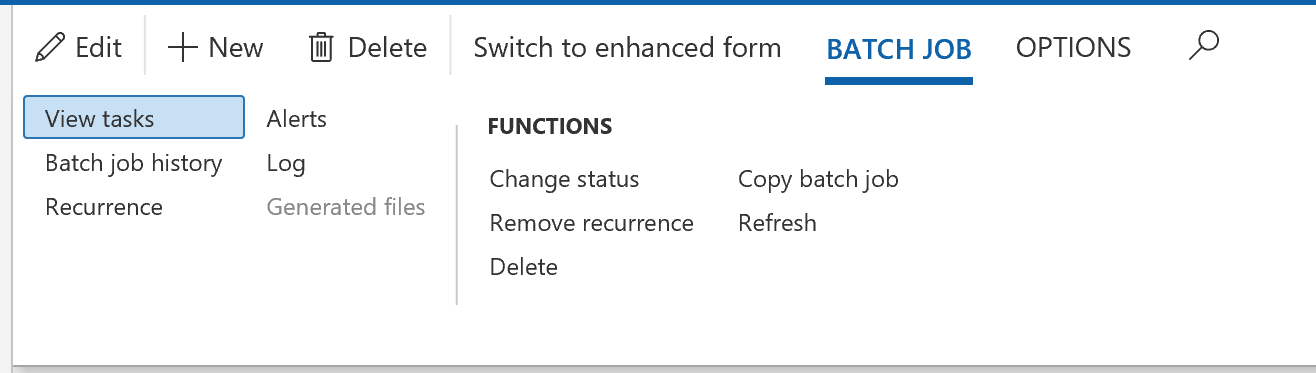 Edit New Delete Switch to enhanced form BATCH JOB OPTIONS
View tasks Alerts
Batch job history Log
Recurrence Generated files
FUNCTIONS
Change status Copy batch job
Remove recurrence Refresh
Delete